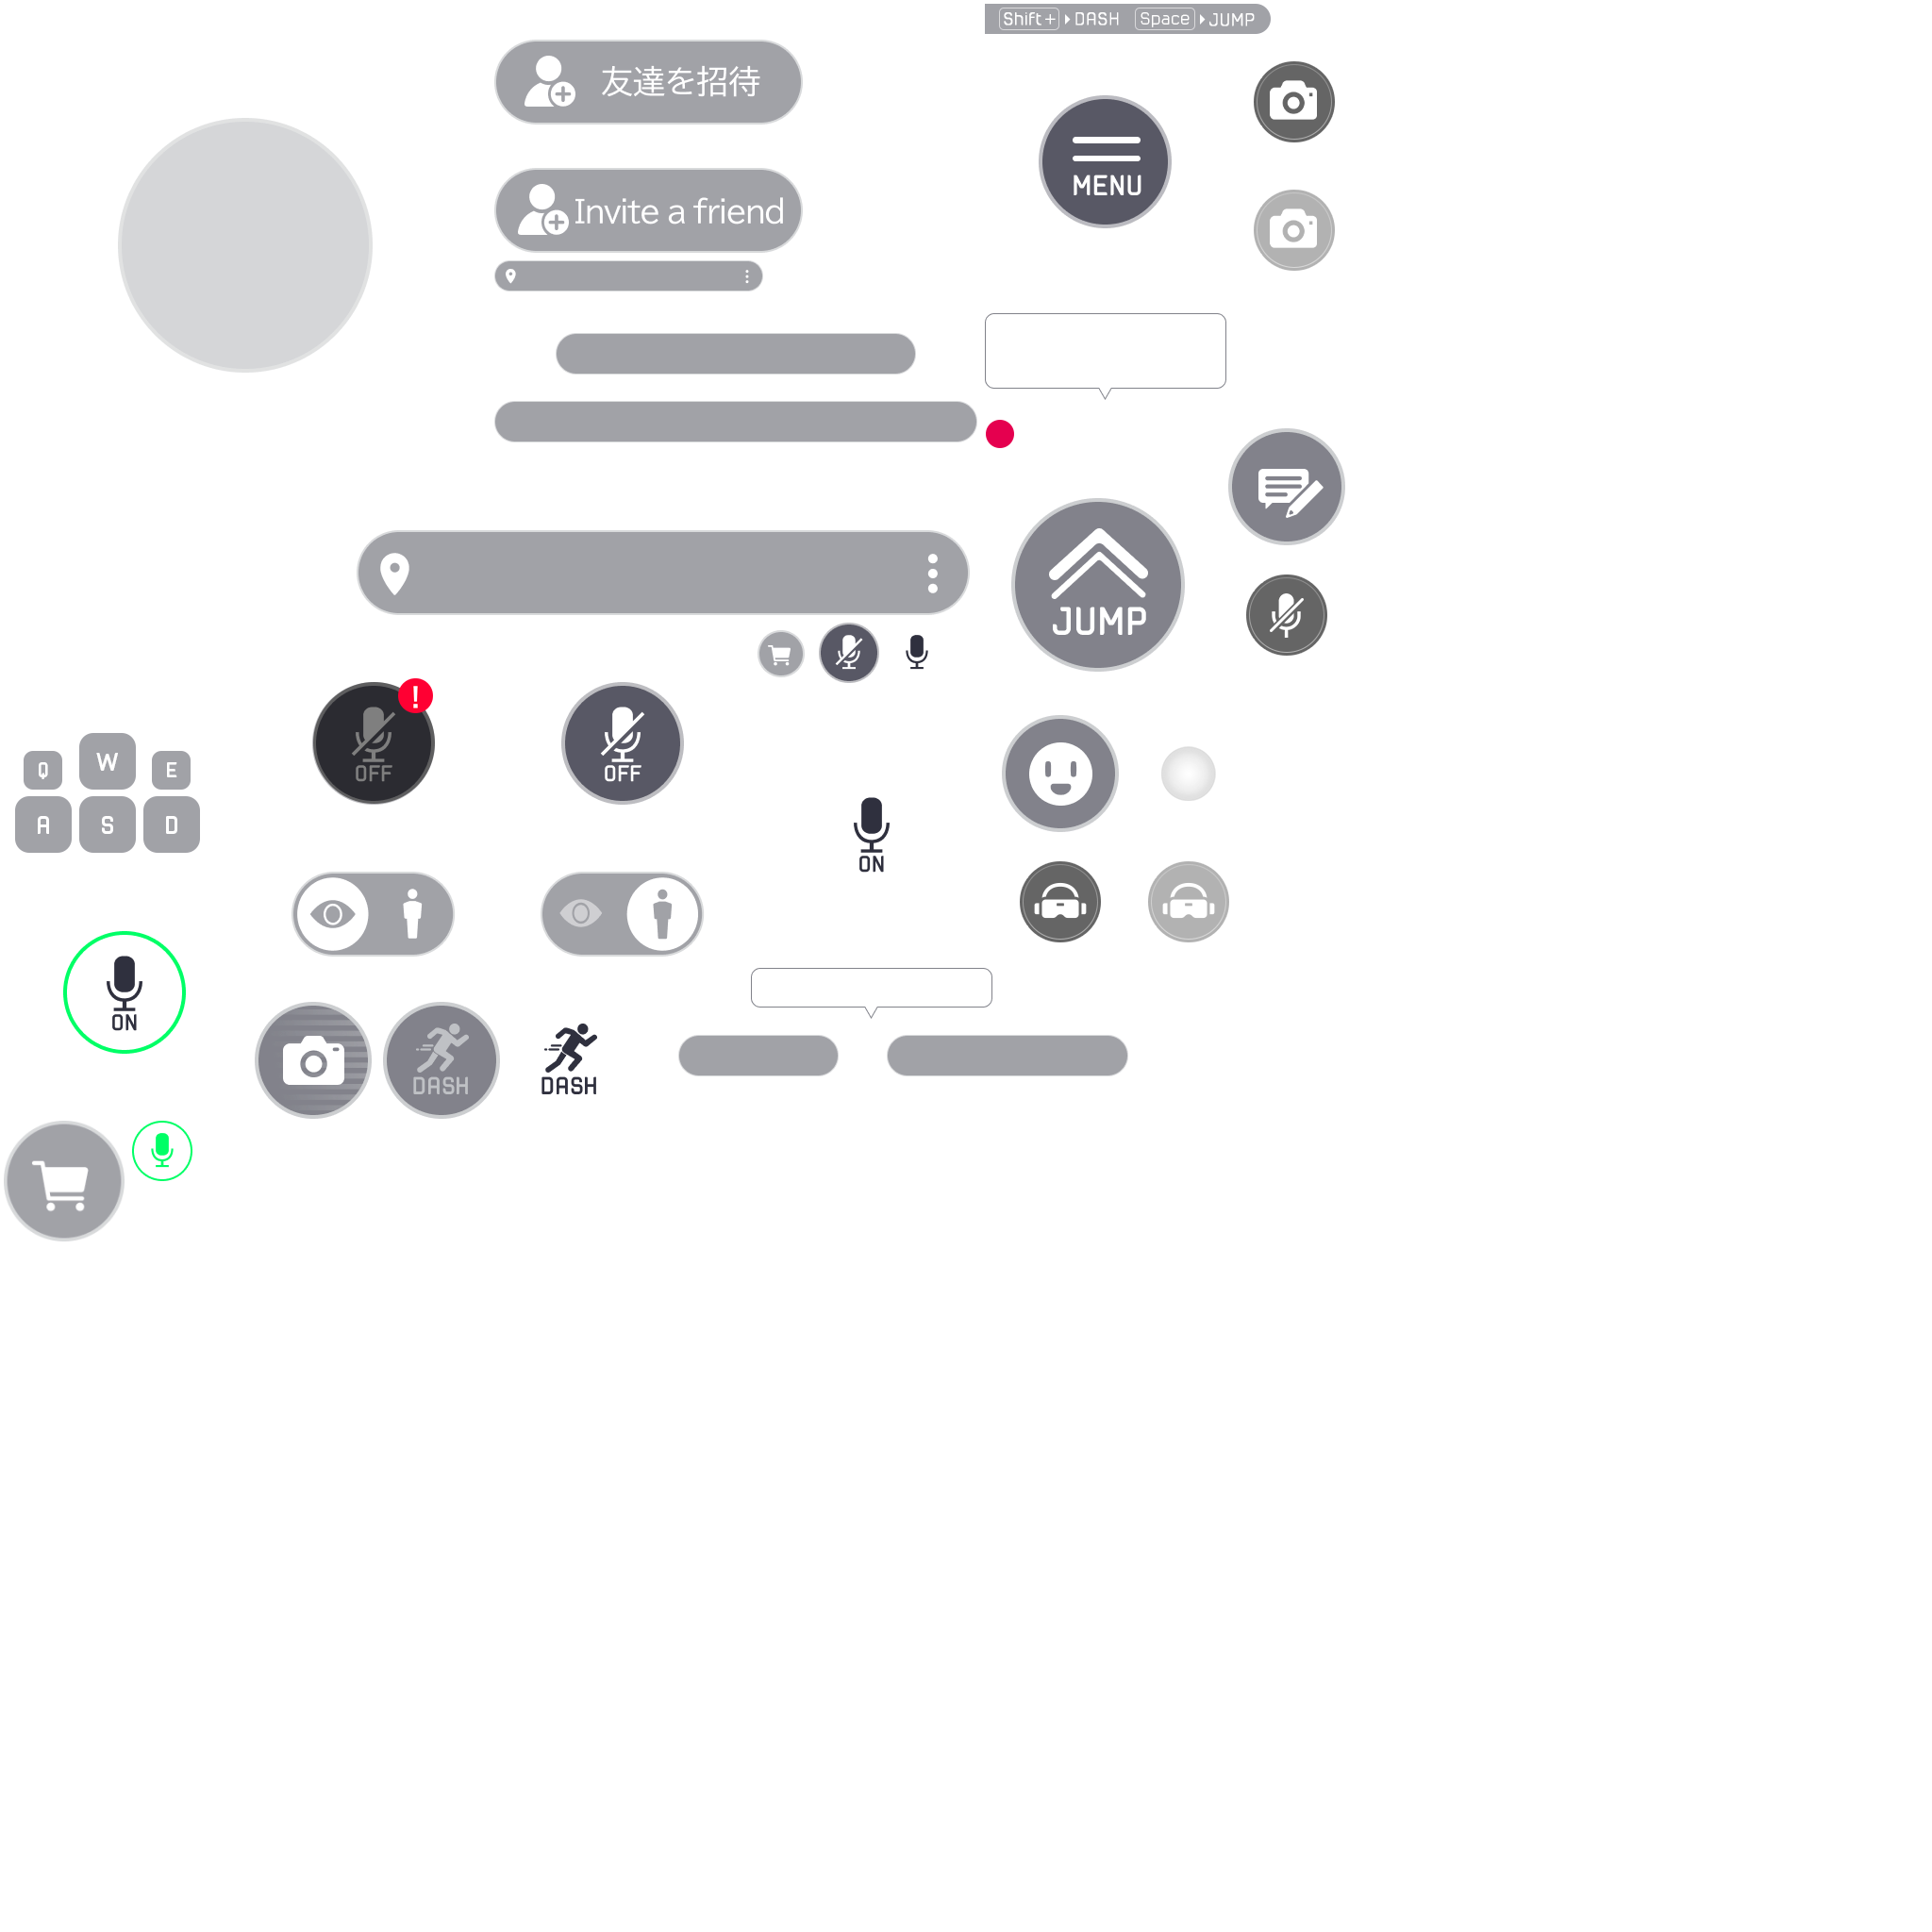 Shift+ DASH Space JUMP
友達を招待
MENU
Invite a friend
JUMP
!
OFF
OFF
Q W E
A S D
ON
ON
DASH
DASH